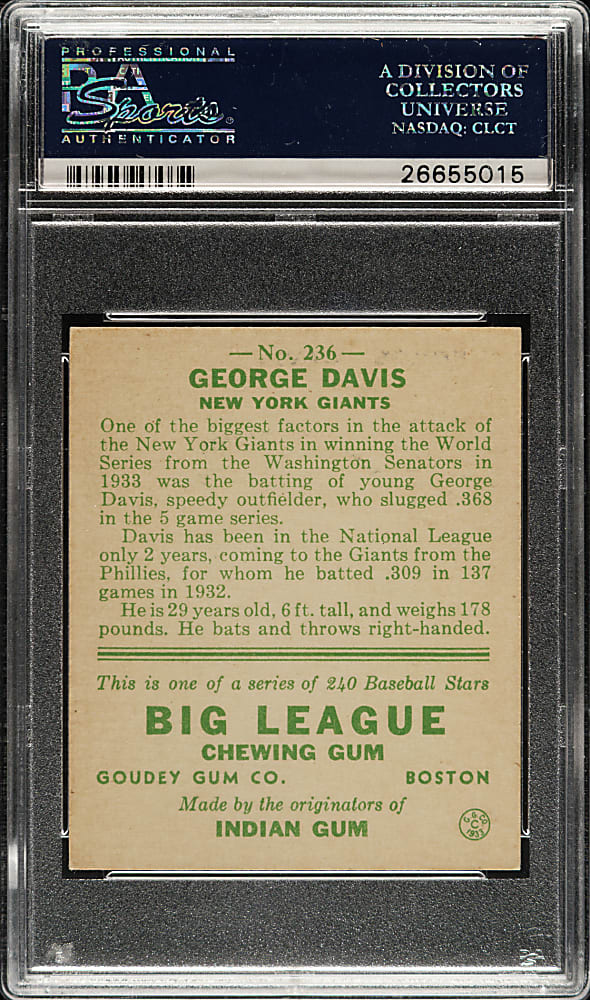 PROFESSIONAL
PSA
Sports
AUTHENTICATOR
A DIVISION OF
COLLECTORS
UNIVERSE
NASDAQ: CLCT
26655015
— No. 236 —
GEORGE DAVIS
NEW YORK GIANTS
One of the biggest factors in the attack of
the New York Giants in winning the World
Series from the Washington Senators in
1933 was the batting of young George
Davis, speedy outfielder, who slugged .368
in the 5 game series.
Davis has been in the National League
only 2 years, coming to the Giants from the
Phillies, for whom he batted .309 in 137
games in 1932.
He is 29 years old, 6 ft. tall, and weighs 178
pounds. He bats and throws right-handed.
This is one of a series of 240 Baseball Stars
BIG LEAGUE
CHEWING GUM
GOUDEY GUM CO. BOSTON
Made by the originators of
INDIAN GUM
G. G. CO.
C
1933